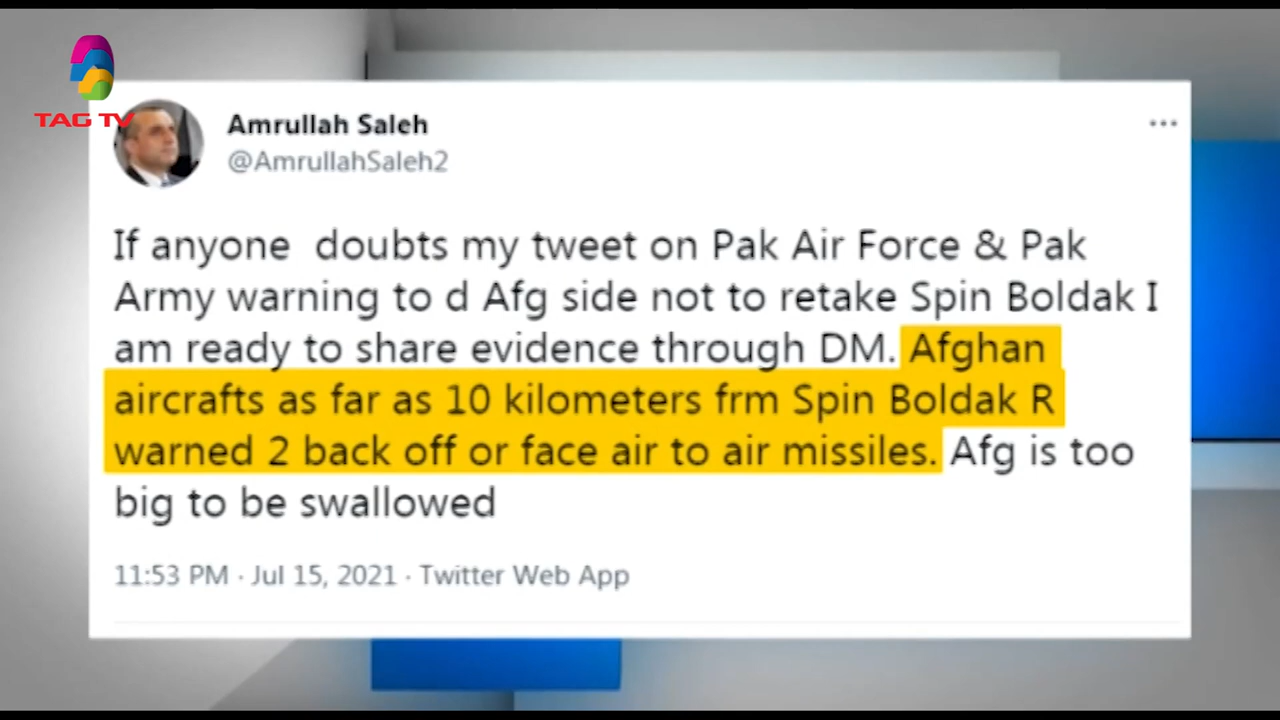 TAG TV
Amrullah Saleh
@AmrullahSaleh2
If anyone doubts my tweet on Pak Air Force & Pak
Army warning to d Afg side not to retake Spin Boldak I
am ready to share evidence through DM. Afghan
aircrafts as far as 10 kilometers frm Spin Boldak R
warned 2 back off or face air to air missiles. Afg is too
big to be swallowed
11:53 PM · Jul 15, 2021 · Twitter Web App